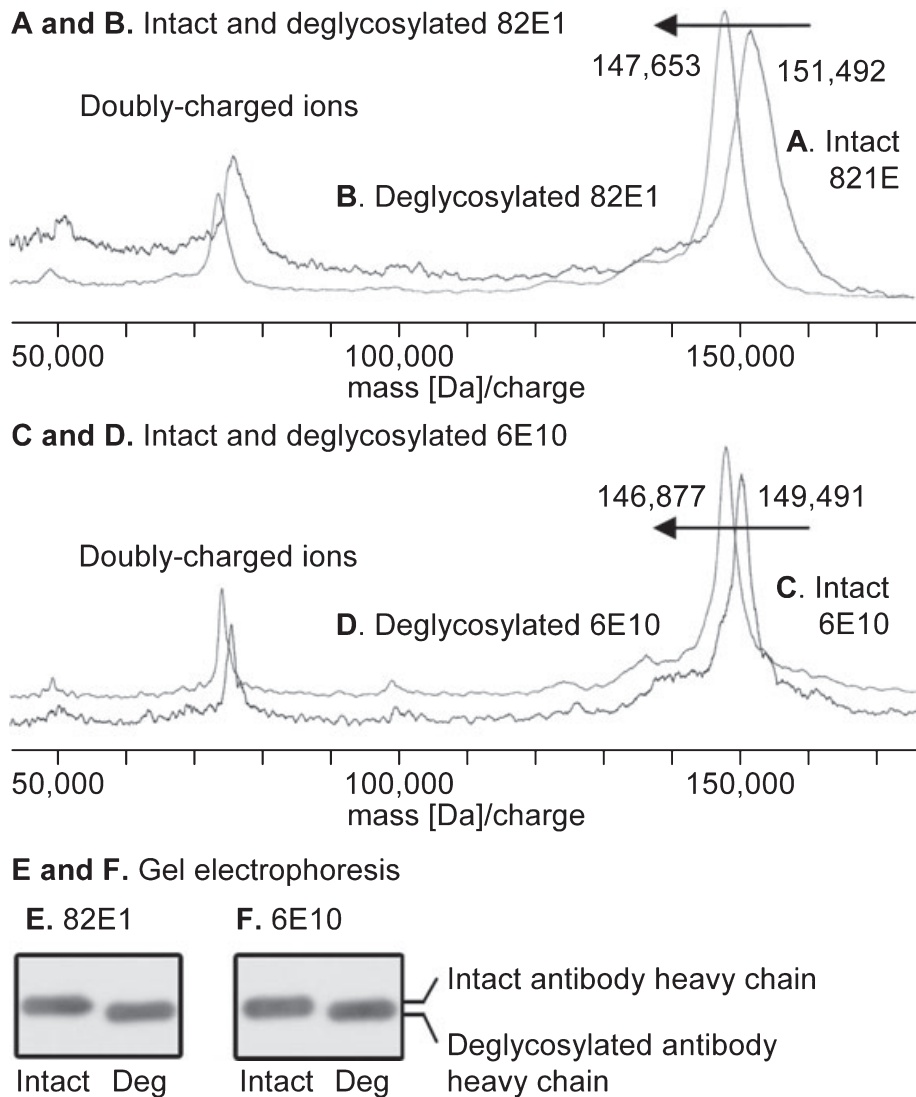 A and B. Intact and deglycosylated 82E1
147,653
151,492
Doubly-charged ions
A. Intact
821E
B. Deglycosylated 82E1
50,000
100,000
150,000
mass [Da]/charge
C and D. Intact and deglycosylated 6E10
146,877
149,491
Doubly-charged ions
C. Intact
6E10
D. Deglycosylated 6E10
50,000
100,000
150,000
mass [Da]/charge
E and F. Gel electrophoresis
E. 82E1
F. 6E10
Intact antibody heavy chain
Deglycosylated antibody
heavy chain
Intact
Deg
Intact
Deg